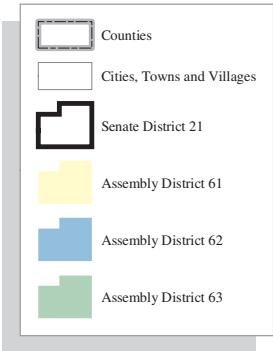 Counties
Cities, Towns and Villages
Senate District 21
Assembly District 61
Assembly District 62
Assembly District 63